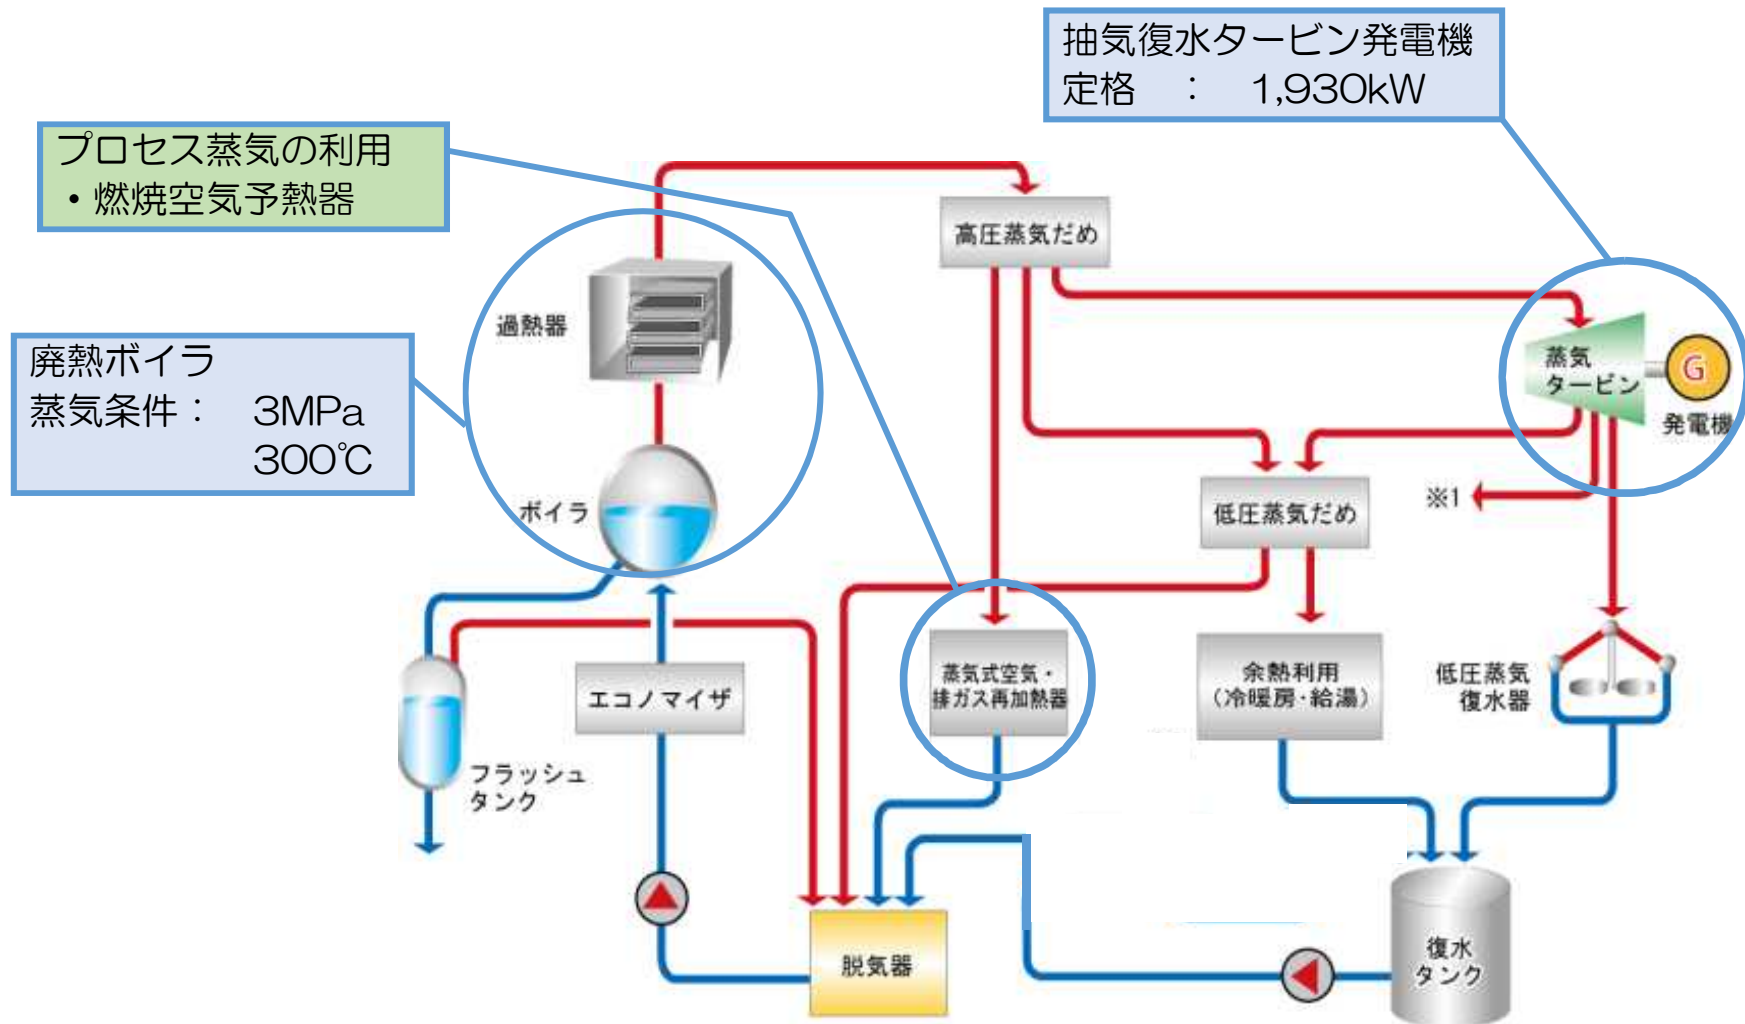 抽気復水タービン発電機
定格　：　1,930kW
プロセス蒸気の利用
・燃焼空気予熱器
高圧蒸気だめ
過熱器
廃熱ボイラ
蒸気条件：　3MPa
300℃
蒸気
タービン
G
発電機
ボイラ
※1
低圧蒸気だめ
エコノマイザ
蒸気式空気・
排ガス再加熱器
余熱利用
（冷暖房・給湯）
低圧蒸気
復水器
フラッシュ
タンク
脱気器
復水
タンク